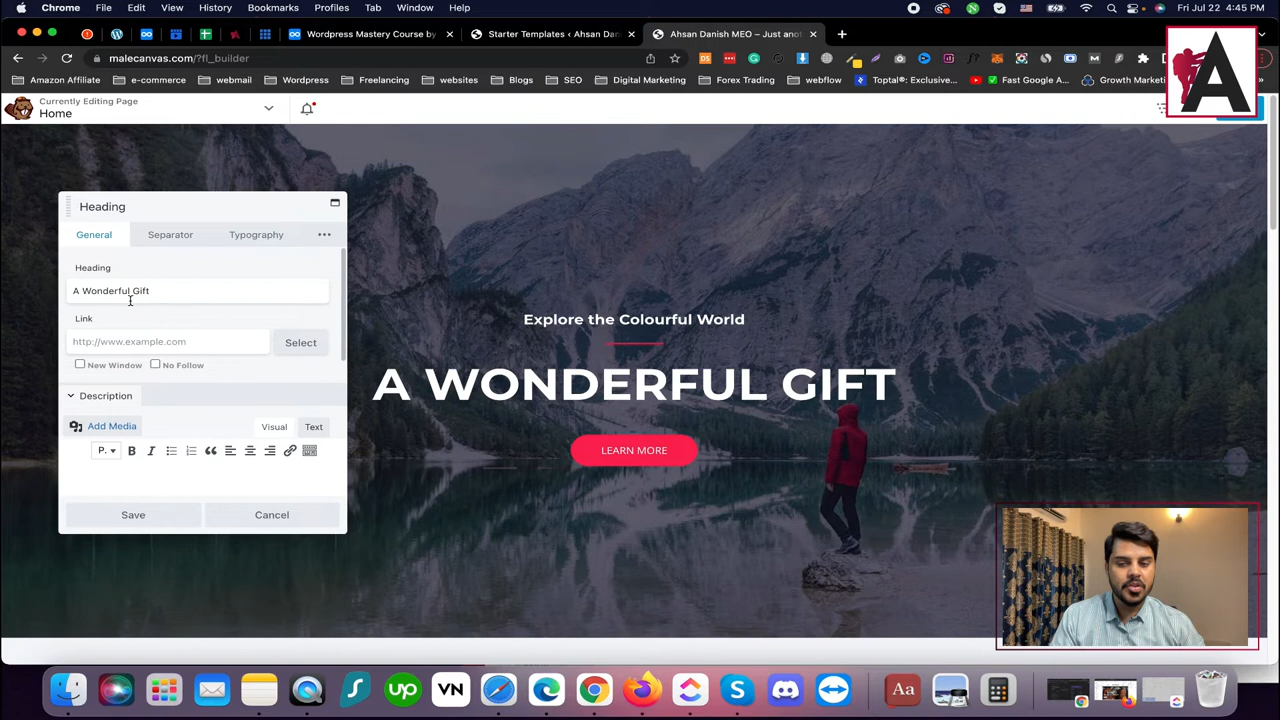 Chrome File Edit View History Bookmarks Profiles Tab Window Help
Fri Jul 22 4:45 PM
Wordpress Mastery Course by
Starter Templates ‹ Ahsan Dan
Ahsan Danish MEO – Just anot
malecanvas.com/?fl_builder
Amazon Affiliate
e-commerce
webmail
Wordpress
Freelancing
websites
Blogs
SEO
Digital Marketing
Forex Trading
webflow
Toptal®: Exclusive...
Fast Google A...
Growth Market
A
Currently Editing Page
Home
Heading
General
Separator
Typography
Heading
A Wonderful Gift
Link
http://www.example.com
Select
New Window
No Follow
Description
Add Media
Visual
Text
P.
B
I
Save
Cancel
Explore the Colourful World
A WONDERFUL GIFT
LEARN MORE
up
VN
Aa